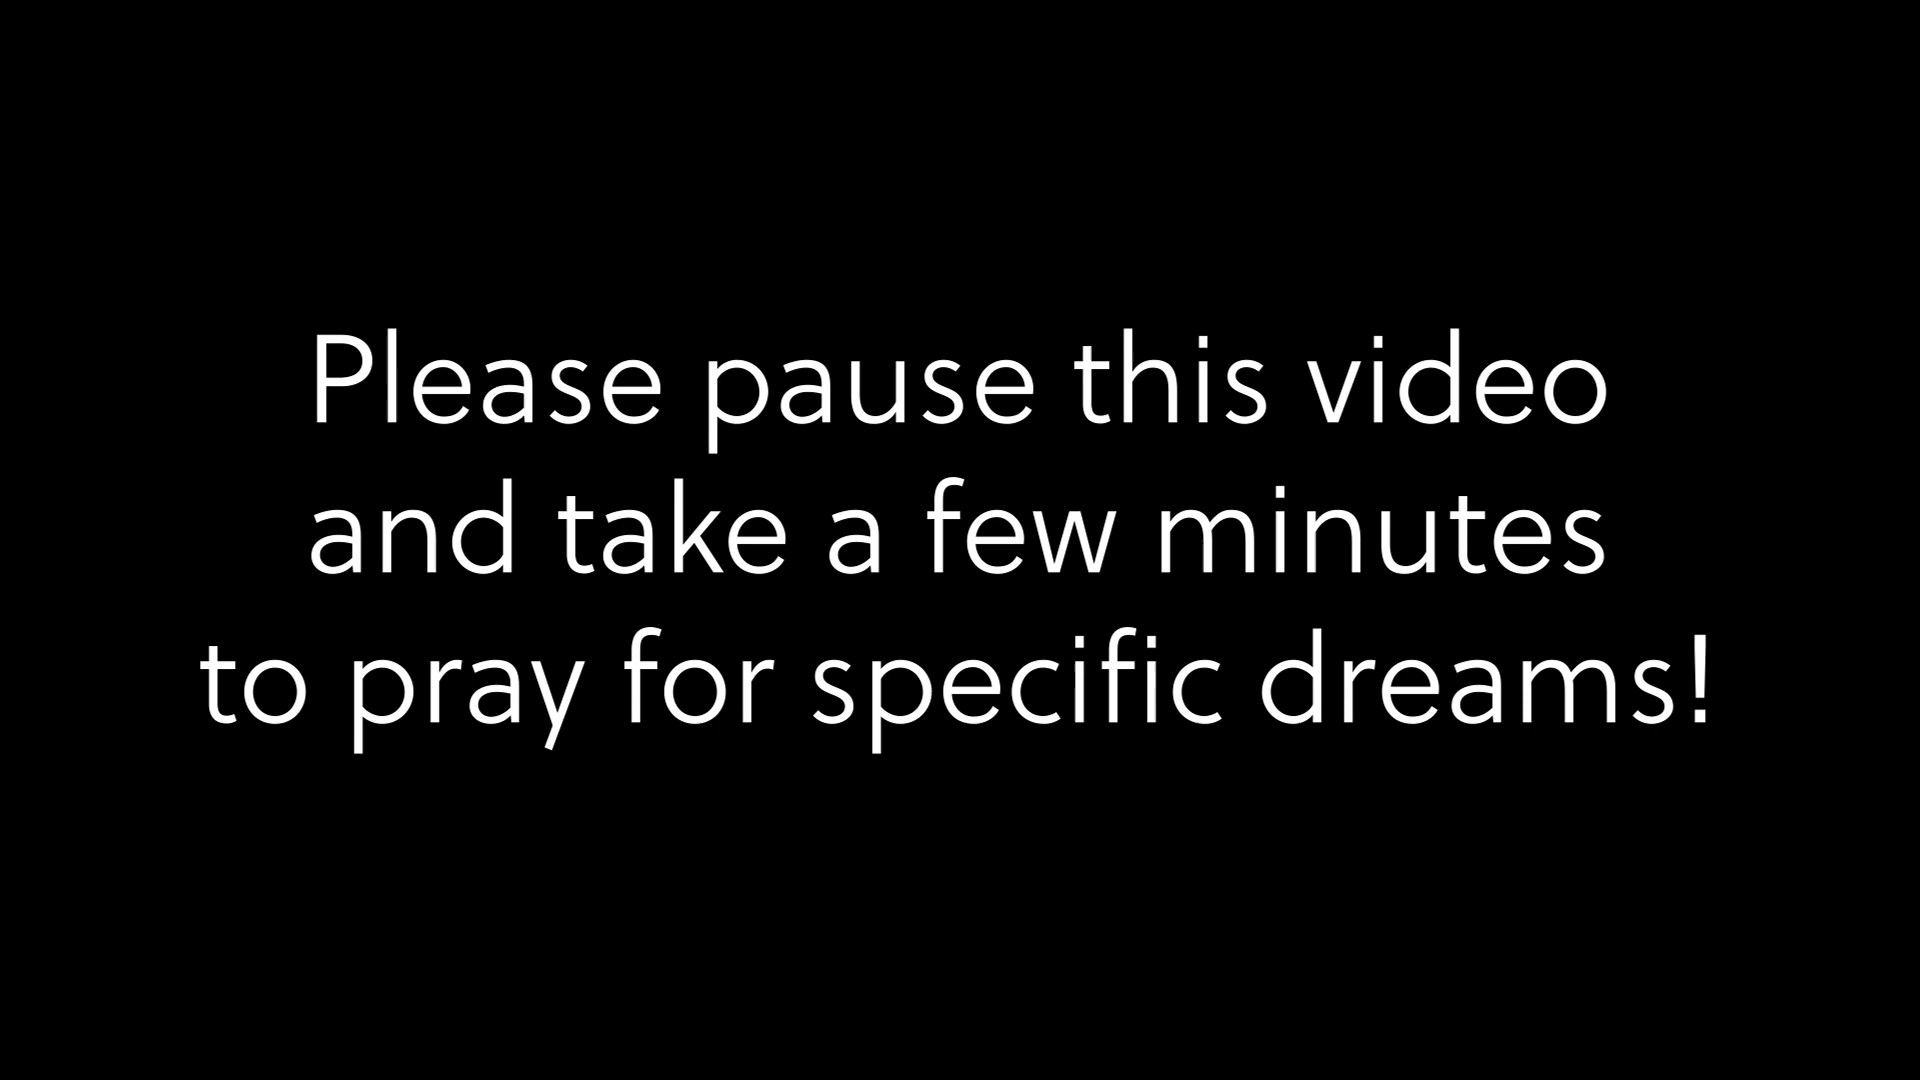 Please pause this video
and take a few minutes
to pray for specific dreams!